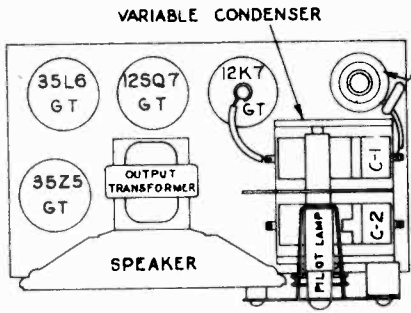 VARIABLE CONDENSER
35L6
GT
12SQ7
GT
12K7
GT
35Z5
GT
OUTPUT
TRANSFORMER
C-1
C-2
PILOT LAMP
SPEAKER